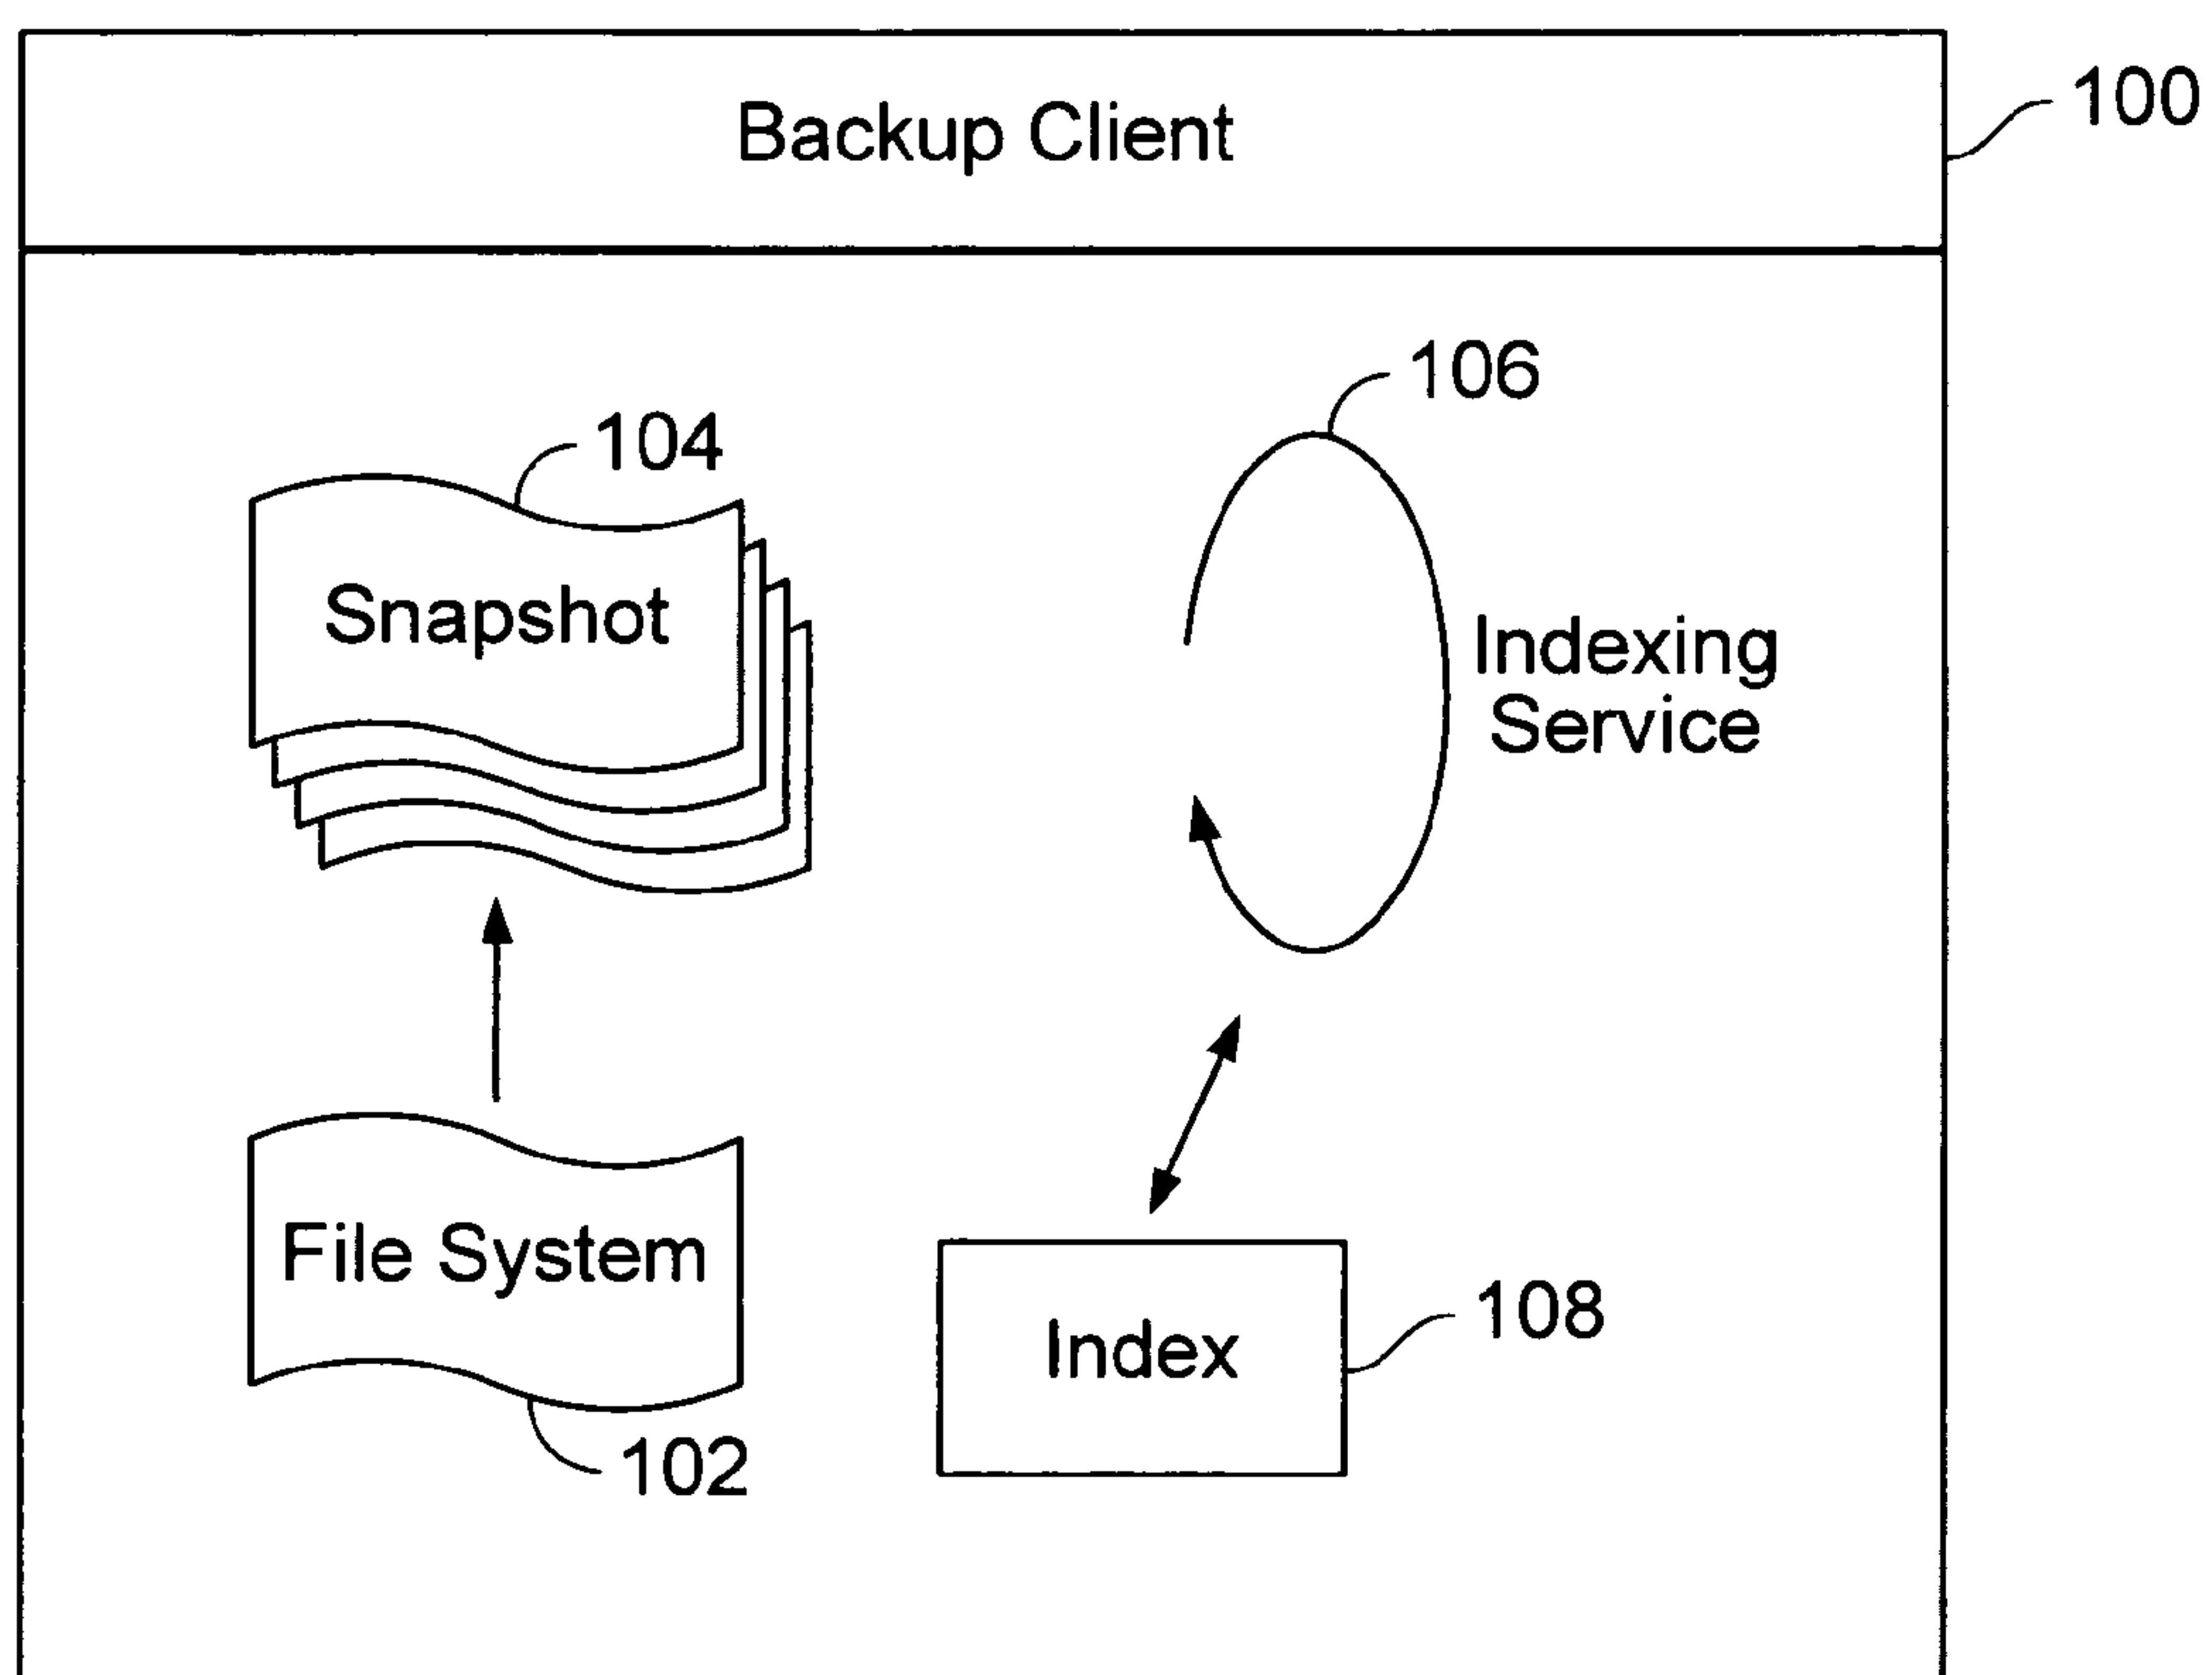 Backup Client
100
106
104
Snapshot
Indexing
Service
File System
108
Index
102